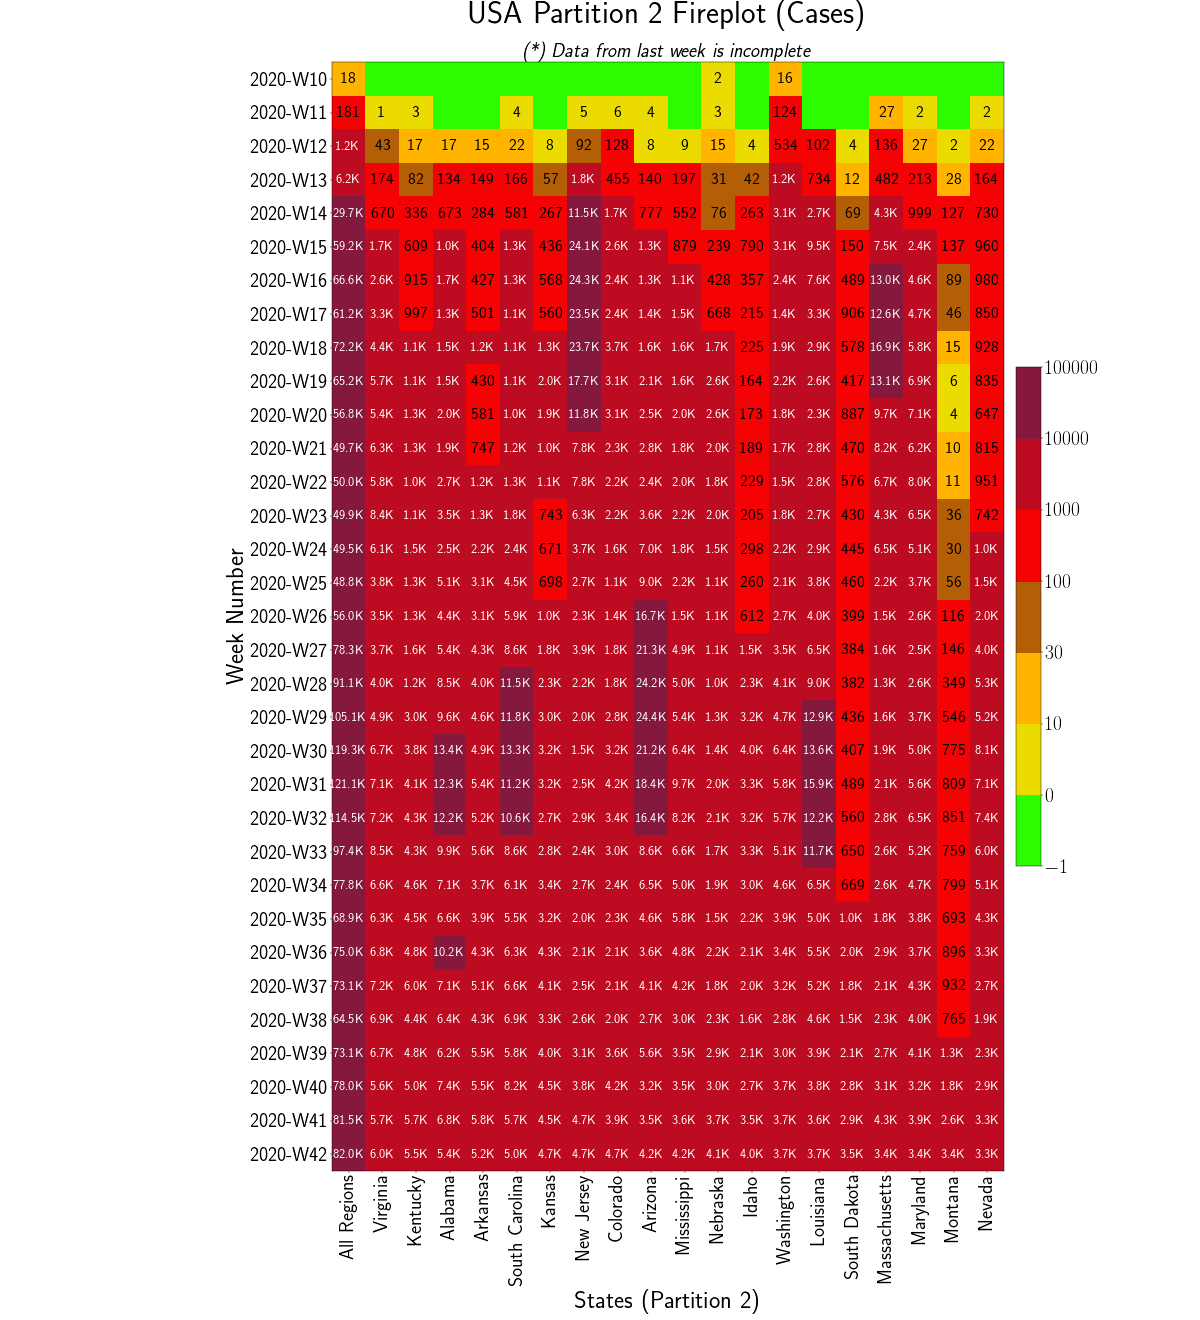 USA Partition 2 Fireplot (Cases)
(*) Data from last week is incomplete
2020-W10 18 2 16
2020-W11 181 1 3 4 5 6 4 3 124 27 2 2
2020-W12 1.2K 43 17 17 15 22 8 92 128 8 9 15 4 534 102 4 136 27 2 22
2020-W13 6.2K 174 82 134 149 166 57 1.8K 455 140 197 31 42 1.2K 734 12 482 213 28 164
2020-W14 29.7K 670 336 673 284 581 267 11.5K 1.7K 777 552 76 263 3.1K 2.7K 69 4.3K 999 127 730
2020-W15 59.2K 1.7K 609 1.0K 404 1.3K 436 24.1K 2.6K 1.3K 879 239 790 3.1K 9.5K 150 7.5K 2.4K 137 960
2020-W16 66.6K 2.6K 915 1.7K 427 1.3K 568 24.3K 2.4K 1.3K 1.1K 428 357 2.4K 7.6K 489 13.0K 4.6K 89 980
2020-W17 61.2K 3.3K 997 1.3K 501 1.1K 560 23.5K 2.4K 1.4K 1.5K 668 215 1.4K 3.3K 906 12.6K 4.7K 46 850
2020-W18 72.2K 4.4K 1.1K 1.5K 1.2K 1.1K 1.3K 23.7K 3.7K 1.6K 1.6K 1.7K 225 1.9K 2.9K 578 16.9K 5.8K 15 928
2020-W19 65.2K 5.7K 1.1K 1.5K 430 1.1K 2.0K 17.7K 3.1K 2.1K 1.6K 2.6K 164 2.2K 2.6K 417 13.1K 6.9K 6 835
2020-W20 56.8K 5.4K 1.3K 2.0K 581 1.0K 1.9K 11.8K 3.1K 2.5K 2.0K 2.6K 173 1.8K 2.3K 887 9.7K 7.1K 4 647
2020-W21 49.7K 6.3K 1.3K 1.9K 747 1.2K 1.0K 7.8K 2.3K 2.8K 1.8K 2.0K 189 1.7K 2.8K 470 8.2K 6.2K 10 815
2020-W22 50.0K 5.8K 1.0K 2.7K 1.2K 1.3K 1.1K 7.8K 2.2K 2.4K 2.0K 1.8K 229 1.5K 2.8K 576 6.7K 8.0K 11 951
2020-W23 49.9K 8.4K 1.1K 3.5K 1.3K 1.8K 743 6.3K 2.2K 3.6K 2.2K 2.0K 205 1.8K 2.7K 430 4.3K 6.5K 36 742
2020-W24 49.5K 6.1K 1.5K 2.5K 2.2K 2.4K 671 3.7K 1.6K 7.0K 1.8K 1.5K 298 2.2K 2.9K 445 6.5K 5.1K 30 1.0K
2020-W25 48.8K 3.8K 1.3K 5.1K 3.1K 4.5K 698 2.7K 1.1K 9.0K 2.2K 1.1K 260 2.1K 3.8K 460 2.2K 3.7K 56 1.5K
2020-W26 56.0K 3.5K 1.3K 4.4K 3.1K 5.9K 1.0K 2.3K 1.4K 16.7K 1.5K 1.1K 612 2.7K 4.0K 399 1.5K 2.6K 116 2.0K
2020-W27 78.3K 3.7K 1.6K 5.4K 4.3K 8.6K 1.8K 3.9K 1.8K 21.3K 4.9K 1.1K 1.5K 3.5K 6.5K 384 1.6K 2.5K 146 4.0K
2020-W28 91.1K 4.0K 1.2K 8.5K 4.0K 11.5K 2.3K 2.2K 1.8K 24.2K 5.0K 1.0K 2.3K 4.1K 9.0K 382 1.3K 2.6K 349 5.3K
2020-W29 105.1K 4.9K 3.0K 9.6K 4.6K 11.8K 3.0K 2.0K 2.8K 24.4K 5.4K 1.3K 3.2K 4.7K 12.9K 436 1.6K 3.7K 546 5.2K
2020-W30 119.3K 6.7K 3.8K 13.4K 4.9K 13.3K 3.2K 1.5K 3.2K 21.2K 6.4K 1.4K 4.0K 6.4K 13.6K 407 1.9K 5.0K 775 8.1K
2020-W31 121.1K 7.1K 4.1K 12.3K 5.4K 11.2K 3.2K 2.5K 4.2K 18.4K 9.7K 2.0K 3.3K 5.8K 15.9K 489 2.1K 5.6K 809 7.1K
2020-W32 114.5K 7.2K 4.3K 12.2K 5.2K 10.6K 2.7K 2.9K 3.4K 16.4K 8.2K 2.1K 3.2K 5.7K 12.2K 560 2.8K 6.5K 851 7.4K
2020-W33 97.4K 8.5K 4.3K 9.9K 5.6K 8.6K 2.8K 2.4K 3.0K 8.6K 6.6K 1.7K 3.3K 5.1K 11.7K 650 2.6K 5.2K 759 6.0K
2020-W34 77.8K 6.6K 4.6K 7.1K 3.7K 6.1K 3.4K 2.7K 2.4K 6.5K 5.0K 1.9K 3.0K 4.6K 6.5K 669 2.6K 4.7K 799 5.1K
2020-W35 68.9K 6.3K 4.5K 6.6K 3.9K 5.5K 3.2K 2.0K 2.3K 4.6K 5.8K 1.5K 2.2K 3.9K 5.0K 1.0K 1.8K 3.8K 693 4.3K
2020-W36 75.0K 6.8K 4.8K 10.2K 4.3K 6.3K 4.3K 2.1K 2.1K 3.6K 4.8K 2.2K 2.1K 3.4K 5.5K 2.0K 2.9K 3.7K 896 3.3K
2020-W37 73.1K 7.2K 6.0K 7.1K 5.1K 6.6K 4.1K 2.5K 2.1K 4.1K 4.2K 1.8K 2.0K 3.2K 5.2K 1.8K 2.1K 4.3K 932 2.7K
2020-W38 64.5K 6.9K 4.4K 6.4K 4.3K 6.9K 3.3K 2.6K 2.0K 2.7K 3.0K 2.3K 1.6K 2.8K 4.6K 1.5K 2.3K 4.0K 765 1.9K
2020-W39 73.1K 6.7K 4.8K 6.2K 5.5K 5.8K 4.0K 3.1K 3.6K 5.6K 3.5K 2.9K 2.1K 3.0K 3.9K 2.1K 2.7K 4.1K 1.3K 2.3K
2020-W40 78.0K 5.6K 5.0K 7.4K 5.5K 8.2K 4.5K 3.8K 4.2K 3.2K 3.5K 3.0K 2.7K 3.7K 3.8K 2.8K 3.1K 3.2K 1.8K 2.9K
2020-W41 81.5K 5.7K 5.7K 6.8K 5.8K 5.7K 4.5K 4.7K 3.9K 3.5K 3.6K 3.7K 3.5K 3.7K 3.6K 2.9K 4.3K 3.9K 2.6K 3.3K
2020-W42 82.0K 6.0K 5.5K 5.4K 5.2K 5.0K 4.7K 4.7K 4.7K 4.2K 4.2K 4.1K 4.0K 3.7K 3.7K 3.5K 3.4K 3.4K 3.4K 3.3K
Week Number
All Regions
Virginia
Kentucky
Alabama
Arkansas
South Carolina
Kansas
New Jersey
Colorado
Arizona
Mississippi
Nebraska
Idaho
Washington
Louisiana
South Dakota
Massachusetts
Maryland
Montana
Nevada
States (Partition 2)
100000
10000
1000
100
30
10
0
−1